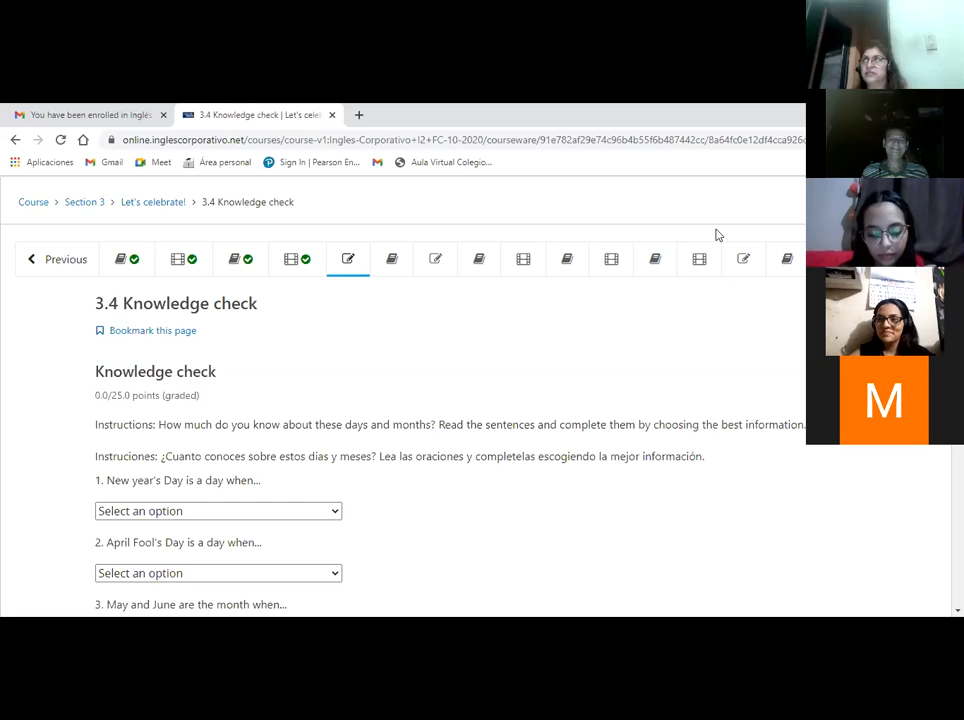 You have been enrolled in Inglés
3.4 Knowledge check | Let's celeb
online.inglescorporativo.net/courses/course-v1:Ingles-Corporativo+I2+FC-10-2020/courseware/91e782af29e74c96b4b55f6b487442cc/8a64fc0e12df4cca926c
Aplicaciones Gmail Meet Área personal Sign In | Pearson En... Aula Virtual Colegio...
Course > Section 3 > Let's celebrate! > 3.4 Knowledge check
Previous
3.4 Knowledge check
Bookmark this page
Knowledge check
0.0/25.0 points (graded)
Instructions: How much do you know about these days and months? Read the sentences and complete them by choosing the best information.
Instruciones: ¿Cuanto conoces sobre estos dias y meses? Lea las oraciones y completelas escogiendo la mejor información.
1. New year's Day is a day when...
Select an option
2. April Fool's Day is a day when...
Select an option
3. May and June are the month when...
M